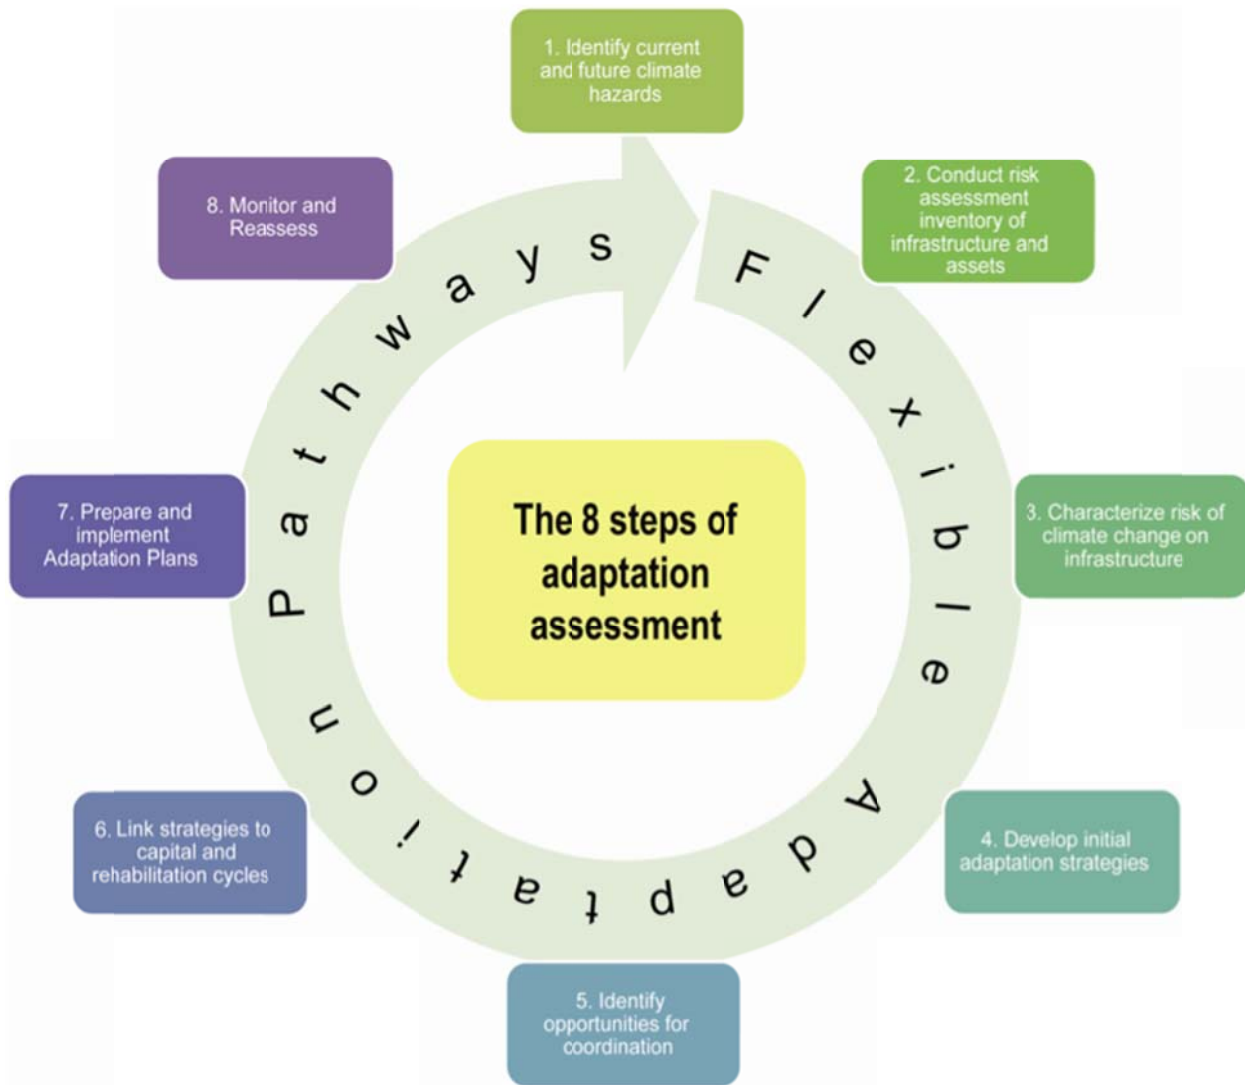 1. Identify current
and future climate
hazards
2. Conduct risk
assessment
inventory of
infrastructure and
assets
3. Characterize risk of
climate change on
infrastructure
4. Develop initial
adaptation strategies
5. Identify
opportunities for
coordination
6. Link strategies to
capital and
rehabilitation cycles
7. Prepare and
implement
Adaptation Plans
8. Monitor and
Reassess
Flexible Adaptation Pathways
The 8 steps of
adaptation
assessment